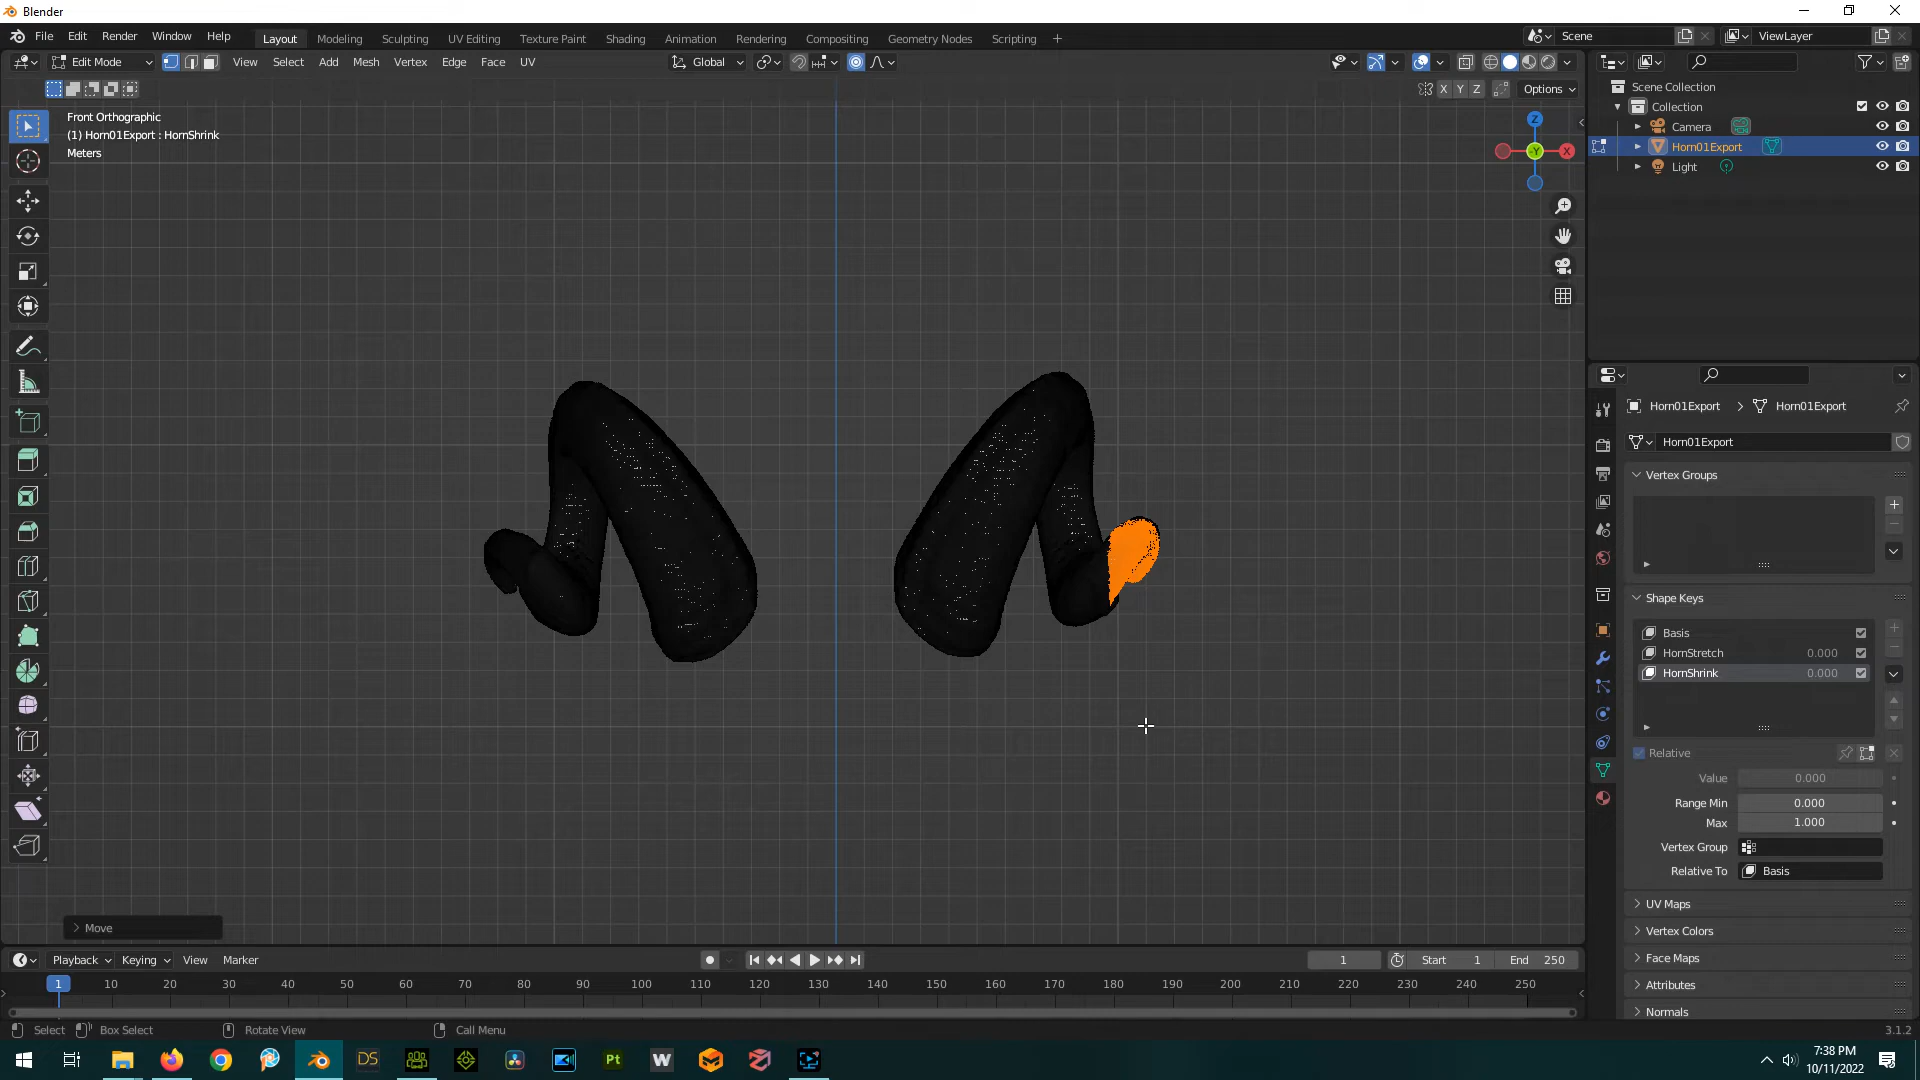 Blender
File Edit Render Window Help
Layout Modeling Sculpting UV Editing Texture Paint Shading Animation Rendering Compositing Geometry Nodes Scripting
Scene
ViewLayer
Edit Mode
View Select Add Mesh Vertex Edge Face UV
Global
X Y Z Options
Front Orthographic
(1) Horn01Export : HornShrink
Meters
Z
-Y
X
Scene Collection
Collection
Camera
Horn01Export
Light
Horn01Export Horn01Export
Horn01Export
Vertex Groups
Shape Keys
Basis
HornStretch 0.000
HornShrink 0.000
Relative
Value 0.000
Range Min 0.000
Max 1.000
Vertex Group
Relative To Basis
UV Maps
Vertex Colors
Face Maps
Attributes
Normals
Move
Playback Keying View Marker
1 Start 1 End 250
1 10 20 30 40 50 60 70 80 90 100 110 120 130 140 150 160 170 180 190 200 210 220 230 240 250
Select Box Select Rotate View Call Menu
3.1.2
DS
Pt
W
7:38 PM
10/11/2022